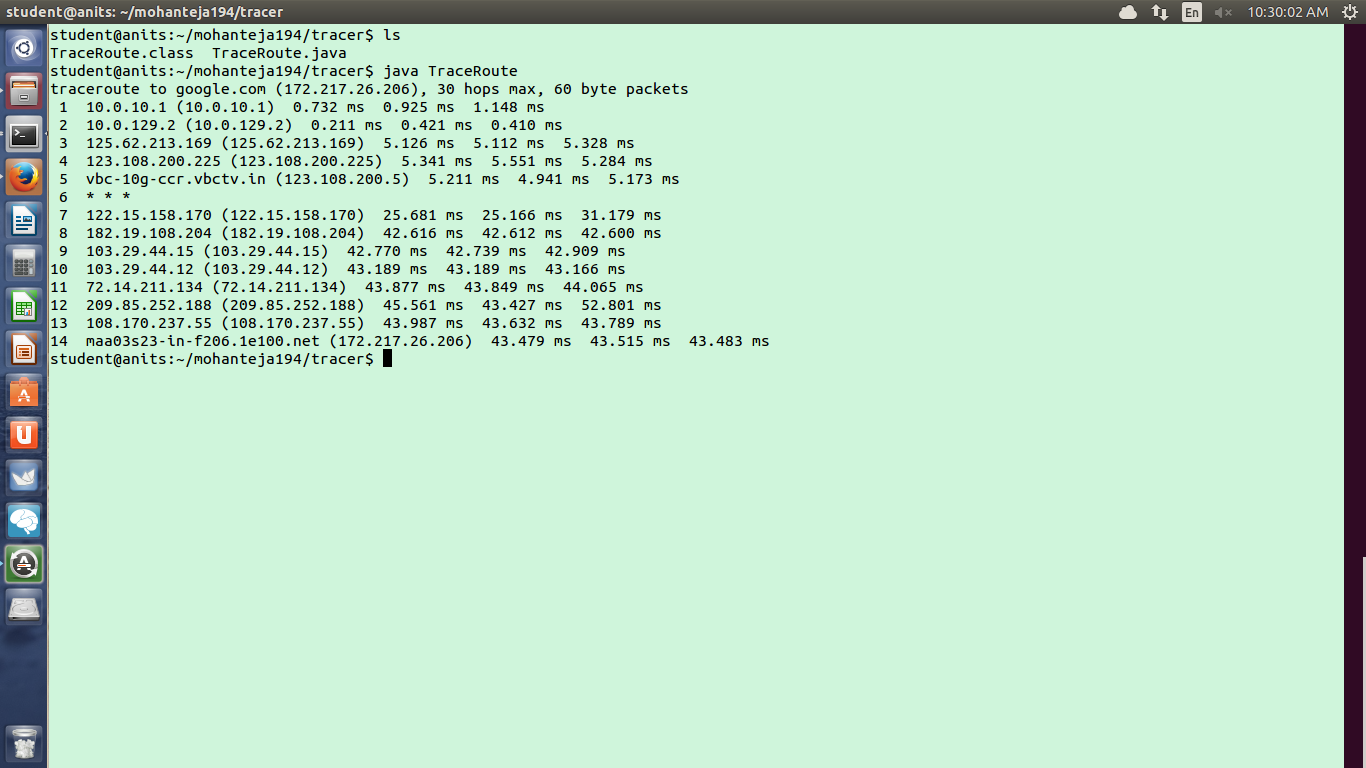 student@anits: ~/mohanteja194/tracer
En
10:30:02 AM
student@anits:~/mohanteja194/tracer$ ls
TraceRoute.class  TraceRoute.java
student@anits:~/mohanteja194/tracer$ java TraceRoute
traceroute to google.com (172.217.26.206), 30 hops max, 60 byte packets
 1  10.0.10.1 (10.0.10.1)  0.732 ms  0.925 ms  1.148 ms
 2  10.0.129.2 (10.0.129.2)  0.211 ms  0.421 ms  0.410 ms
 3  125.62.213.169 (125.62.213.169)  5.126 ms  5.112 ms  5.328 ms
 4  123.108.200.225 (123.108.200.225)  5.341 ms  5.551 ms  5.284 ms
 5  vbc-10g-ccr.vbctv.in (123.108.200.5)  5.211 ms  4.941 ms  5.173 ms
 6  * * *
 7  122.15.158.170 (122.15.158.170)  25.681 ms  25.166 ms  31.179 ms
 8  182.19.108.204 (182.19.108.204)  42.616 ms  42.612 ms  42.600 ms
 9  103.29.44.15 (103.29.44.15)  42.770 ms  42.739 ms  42.909 ms
10  103.29.44.12 (103.29.44.12)  43.189 ms  43.189 ms  43.166 ms
11  72.14.211.134 (72.14.211.134)  43.877 ms  43.849 ms  44.065 ms
12  209.85.252.188 (209.85.252.188)  45.561 ms  43.427 ms  52.801 ms
13  108.170.237.55 (108.170.237.55)  43.987 ms  43.632 ms  43.789 ms
14  maa03s23-in-f206.1e100.net (172.217.26.206)  43.479 ms  43.515 ms  43.483 ms
student@anits:~/mohanteja194/tracer$